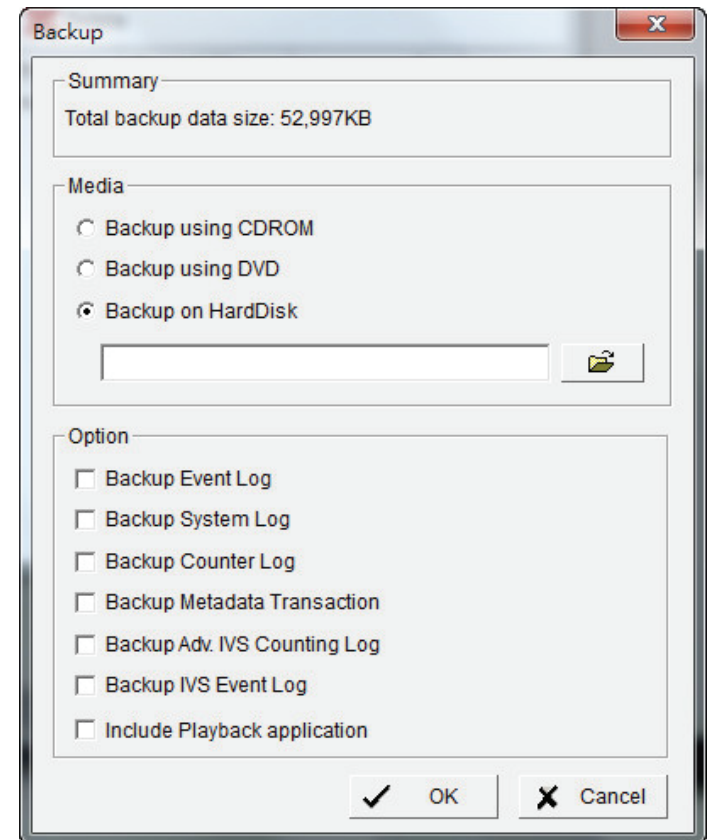 Backup
Summary
Total backup data size: 52,997KB
Media
Backup using CDROM
Backup using DVD
Backup on HardDisk
Option
Backup Event Log
Backup System Log
Backup Counter Log
Backup Metadata Transaction
Backup Adv. IVS Counting Log
Backup IVS Event Log
Include Playback application
OK Cancel